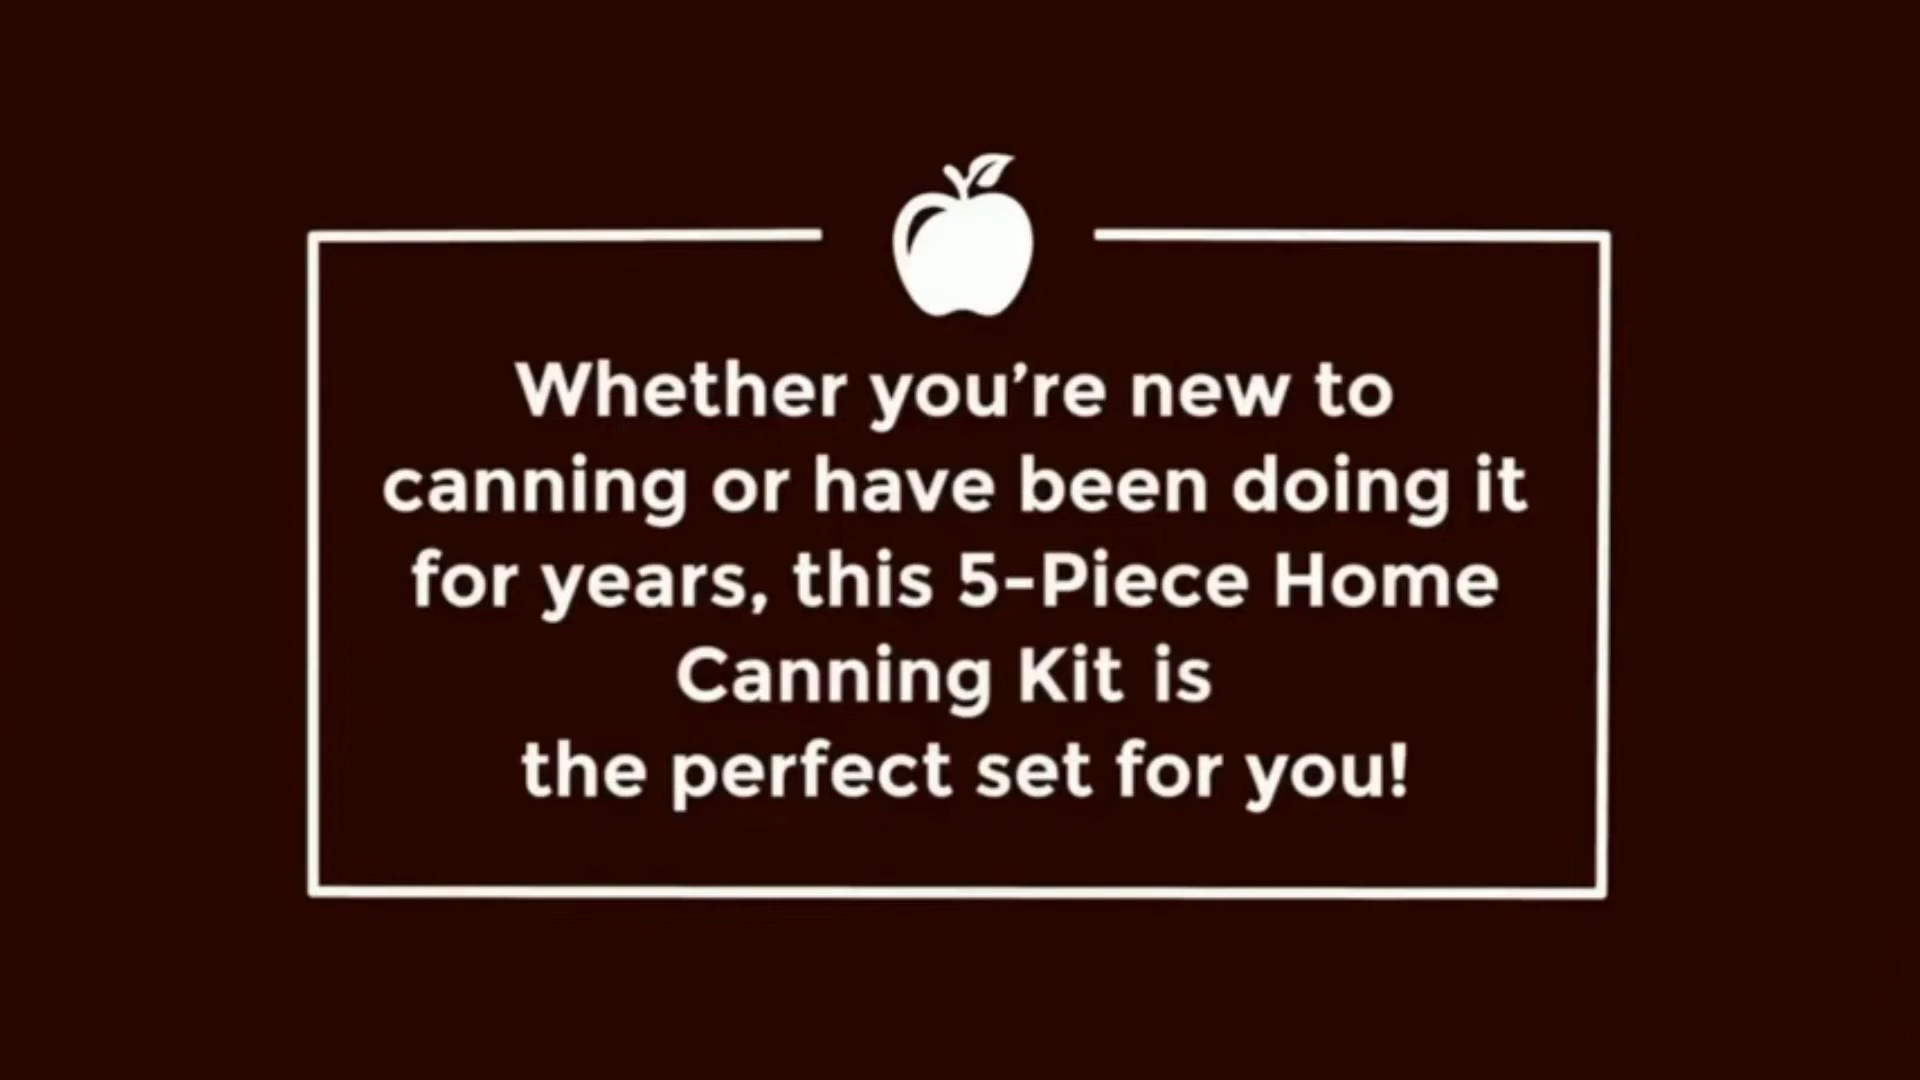 Whether you’re new to
canning or have been doing it
for years, this 5-Piece Home
Canning Kit is
the perfect set for you!